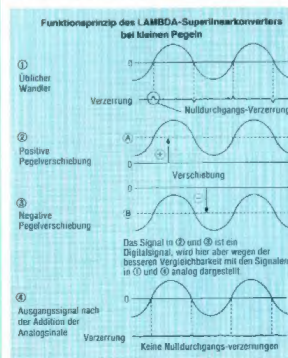 Funktionsprinzip des LAMBDA-Superlinearkonverters
bei kleinen Pegeln
①
Üblicher
Wandler
0
Verzerrung
Nulldurchgangs-Verzerrung
②
Positive
Pegelverschiebung
A
+
0
Verschiebung
③
Negative
Pegelverschiebung
0
−
B
Das Signal in ② und ③ ist ein
Digitalsignal, wird hier aber wegen der
besseren Vergleichbarkeit mit den Signalen
in ① und ④ analog dargestellt.
④
Ausgangssignal nach
der Addition der
Analogsinale
0
Verzerrung
Keine Nulldurchgangs-verzerrungen